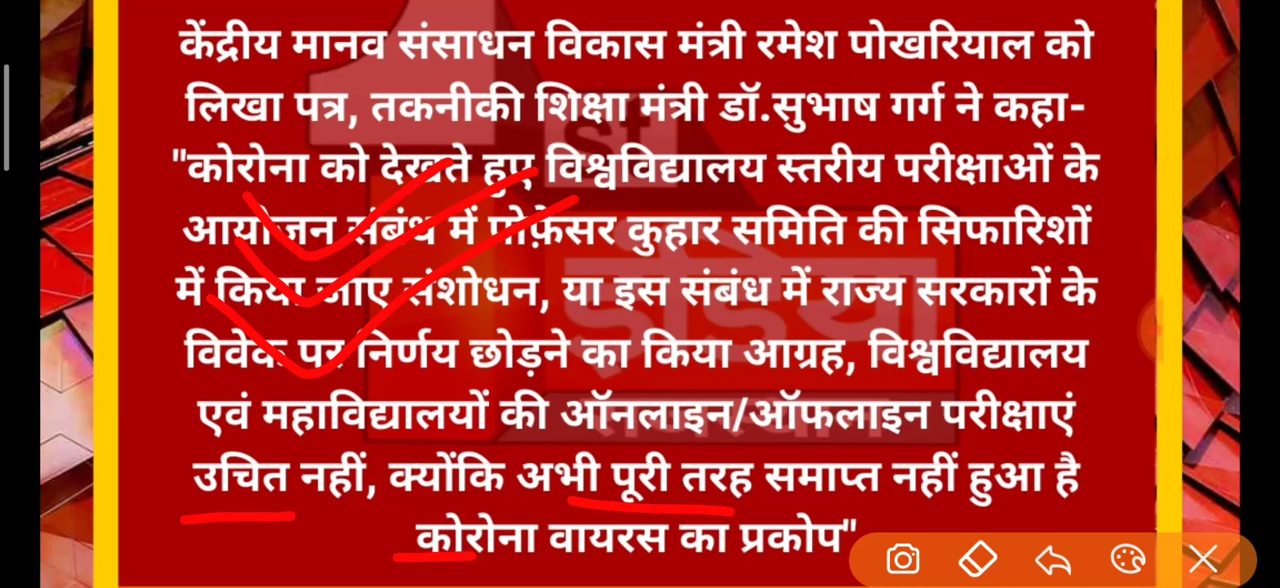 केंद्रीय मानव संसाधन विकास मंत्री रमेश पोखरियाल को
लिखा पत्र, तकनीकी शिक्षा मंत्री डॉ.सुभाष गर्ग ने कहा-
"कोरोना को देखते हुए विश्वविद्यालय स्तरीय परीक्षाओं के
आयोजन संबंध में प्रोफ़ेसर कुहार समिति की सिफारिशों
में किया जाए संशोधन, या इस संबंध में राज्य सरकारों के
विवेक पर निर्णय छोड़ने का किया आग्रह, विश्वविद्यालय
एवं महाविद्यालयों की ऑनलाइन/ऑफलाइन परीक्षाएं
उचित नहीं, क्योंकि अभी पूरी तरह समाप्त नहीं हुआ है
कोरोना वायरस का प्रकोप"
1st
इंडिया
राजस्थान